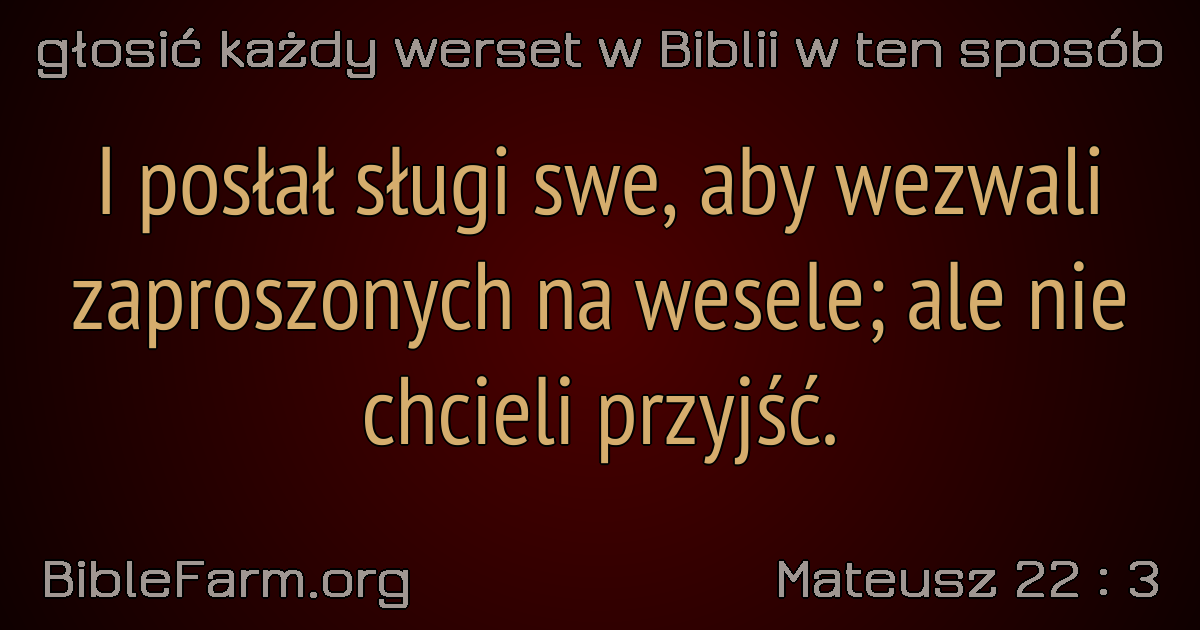 głosić każdy werset w Biblii w ten sposób
I posłał sługi swe, aby wezwali
zaproszonych na wesele; ale nie
chcieli przyjść.
BibleFarm.org
Mateusz 22 : 3